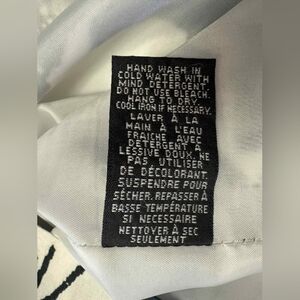 HAND WASH IN
COLD WATER WITH
MIND DETERGENT.
DO NOT USE BLEACH.
HANG TO DRY.
COOL IRON IF NECESSARY.
LAVER À LA
MAIN À L'EAU
FRAICHE AVEC
DETERGENT À
LESSIVE DOUX. NE
PAS UTILISER
DE DÉCOLORANT.
SUSPENDRE POUR
SÉCHER. REPASSER À
BASSE TEMPÉRATURE
SI NECESSAIRE
NETTOYER À SEC
SEULEMENT